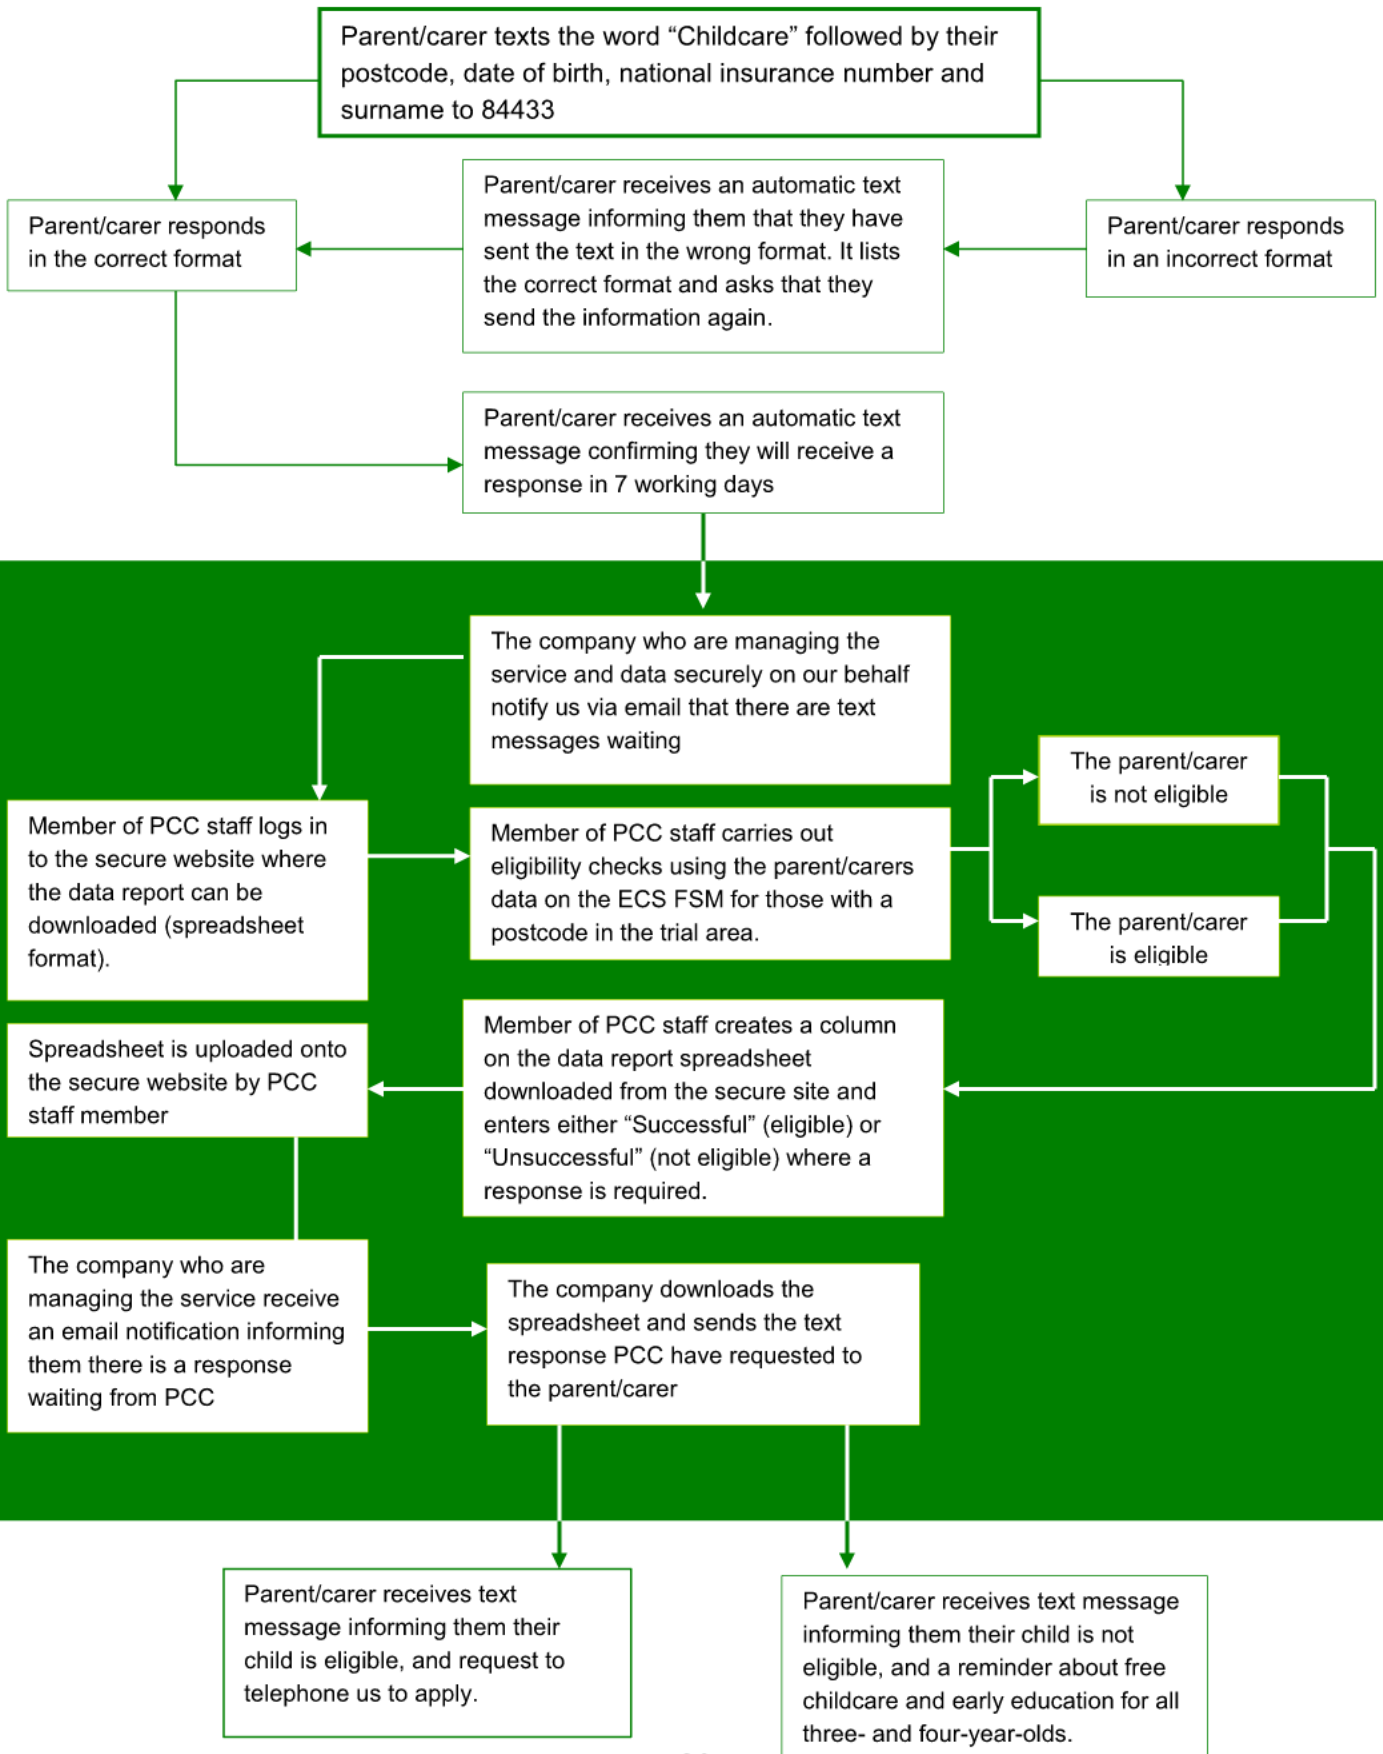 Parent/carer texts the word “Childcare” followed by their
postcode, date of birth, national insurance number and
surname to 84433
Parent/carer responds
in the correct format
Parent/carer receives an automatic text
message informing them that they have
sent the text in the wrong format. It lists
the correct format and asks that they
send the information again.
Parent/carer responds
in an incorrect format
Parent/carer receives an automatic text
message confirming they will receive a
response in 7 working days
The company who are managing the
service and data securely on our behalf
notify us via email that there are text
messages waiting
Member of PCC staff logs in
to the secure website where
the data report can be
downloaded (spreadsheet
format).
Member of PCC staff carries out
eligibility checks using the parent/carers
data on the ECS FSM for those with a
postcode in the trial area.
The parent/carer
is not eligible
The parent/carer
is eligible
Member of PCC staff creates a column
on the data report spreadsheet
downloaded from the secure site and
enters either “Successful” (eligible) or
“Unsuccessful” (not eligible) where a
response is required.
Spreadsheet is uploaded onto
the secure website by PCC
staff member
The company who are
managing the service receive
an email notification informing
them there is a response
waiting from PCC
The company downloads the
spreadsheet and sends the text
response PCC have requested to
the parent/carer
Parent/carer receives text
message informing them their
child is eligible, and request to
telephone us to apply.
Parent/carer receives text message
informing them their child is not
eligible, and a reminder about free
childcare and early education for all
three- and four-year-olds.